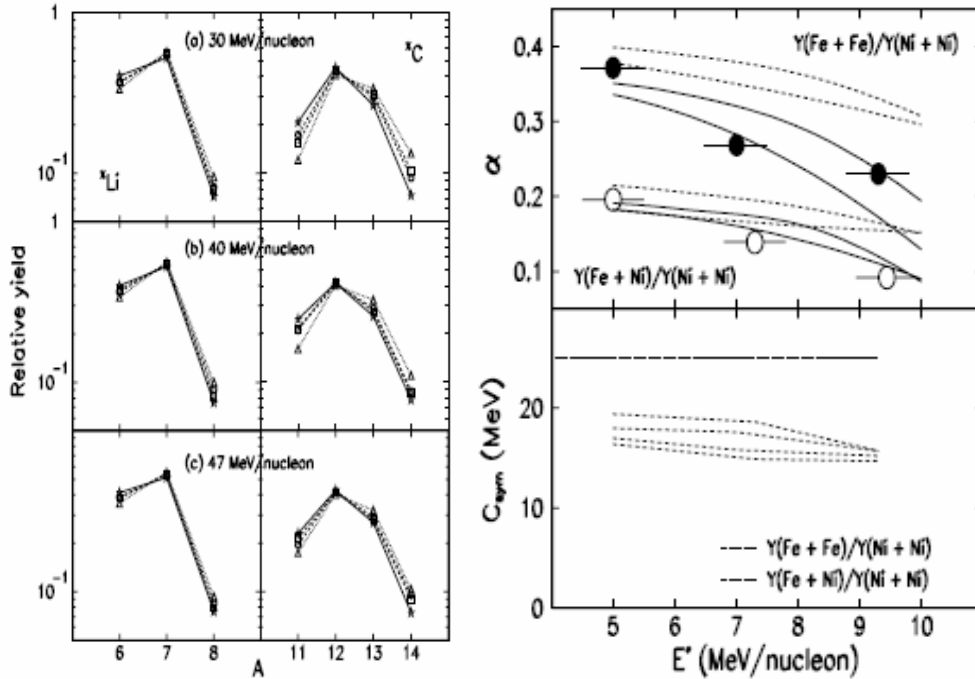 1
(a) 30 MeV/nucleon
ˣC
ˣLi
10⁻¹
1
(b) 40 MeV/nucleon
10⁻¹
(c) 47 MeV/nucleon
10⁻¹
Relative yield
6 7 8 11 12 13 14
A
0.4
0.3
0.2
0.1
α
Y(Fe + Fe)/Y(Ni + Ni)
Y(Fe + Ni)/Y(Ni + Ni)
20
10
0
C_sym (MeV)
Y(Fe + Fe)/Y(Ni + Ni)
Y(Fe + Ni)/Y(Ni + Ni)
5 6 7 8 9 10
E* (MeV/nucleon)